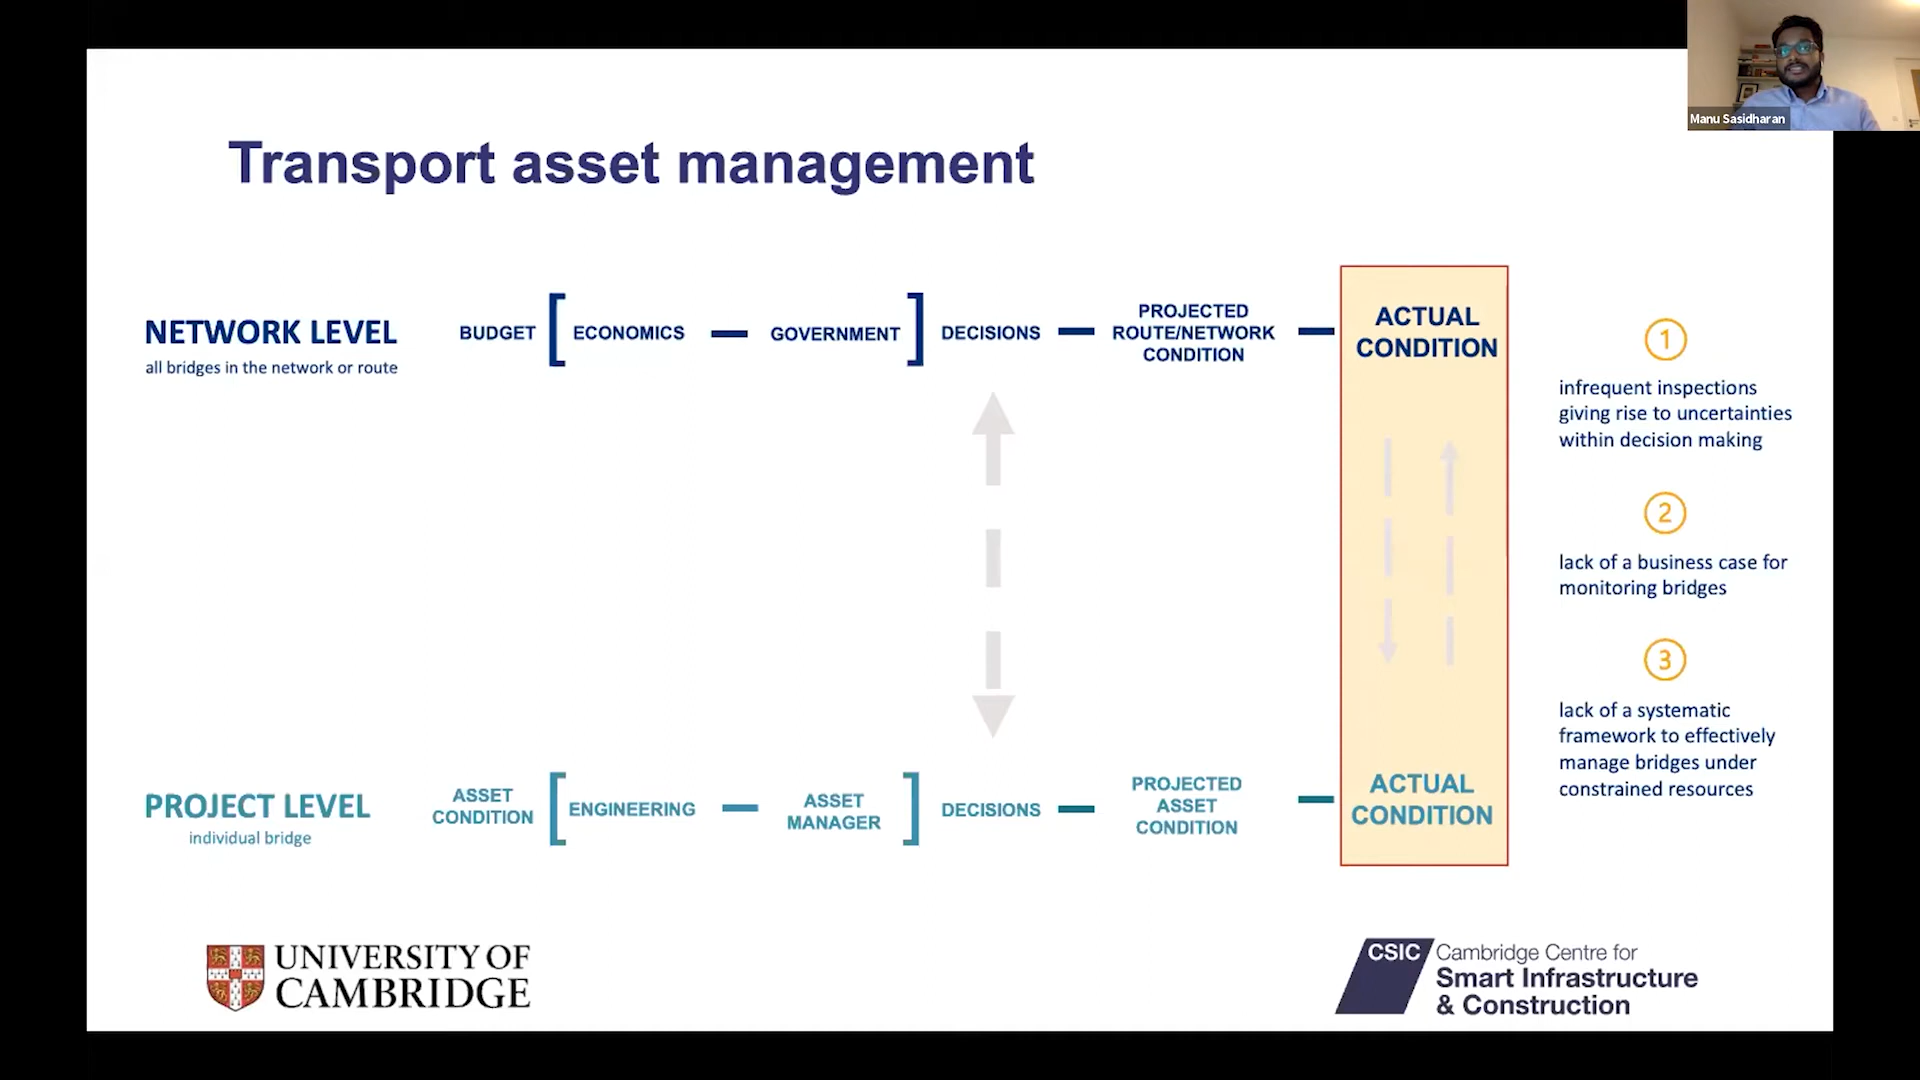 Manu Sasidharan
Transport asset management
NETWORK LEVEL
all bridges in the network or route
BUDGET
ECONOMICS
GOVERNMENT
DECISIONS
PROJECTED
ROUTE/NETWORK
CONDITION
ACTUAL
CONDITION
1
infrequent inspections
giving rise to uncertainties
within decision making
2
lack of a business case for
monitoring bridges
3
lack of a systematic
framework to effectively
manage bridges under
constrained resources
PROJECT LEVEL
individual bridge
ASSET
CONDITION
ENGINEERING
ASSET
MANAGER
DECISIONS
PROJECTED
ASSET
CONDITION
ACTUAL
CONDITION
UNIVERSITY OF
CAMBRIDGE
CSIC
Cambridge Centre for
Smart Infrastructure
& Construction